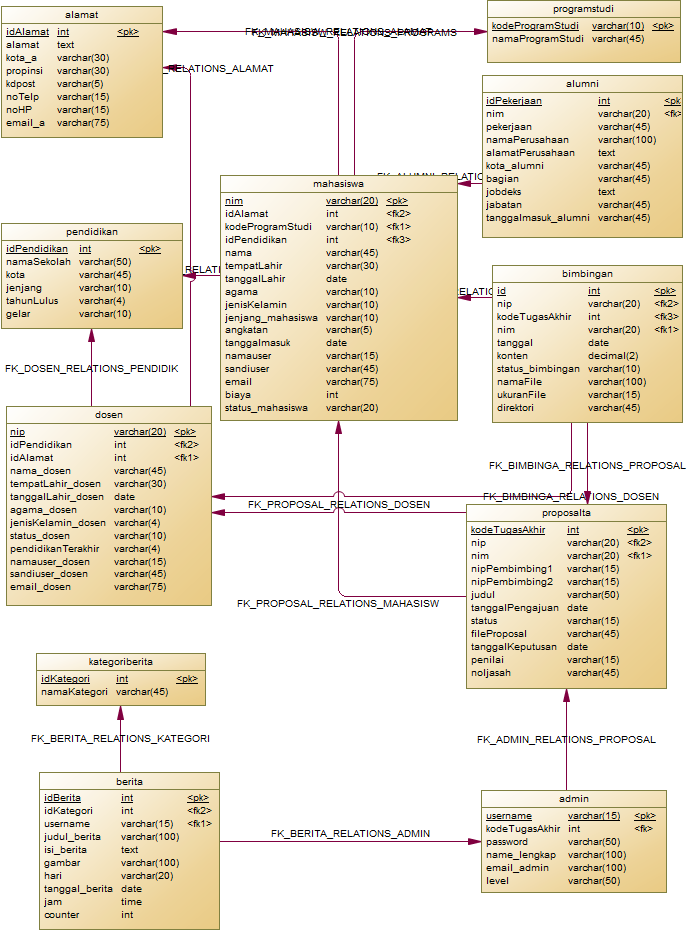 alamat
idAlamat int <pk>
alamat text
kota_a varchar(30)
propinsi varchar(30)
kdpost varchar(5)
noTelp varchar(15)
noHP varchar(15)
email_a varchar(75)
programstudi
kodeProgramStudi varchar(10) <pk>
namaProgramStudi varchar(45)
_RELATIONS_ALAMAT
alumni
idPekerjaan int <pk
nim varchar(20) <fk>
pekerjaan varchar(45)
namaPerusahaan varchar(100)
alamatPerusahaan text
kota_alumni varchar(45)
bagian varchar(45)
jobdeks text
jabatan varchar(45)
tanggalmasuk_alumni varchar(45)
FK_ALUMNI_RELATIC
mahasiswa
nim varchar(20) <pk>
idAlamat int <fk2>
kodeProgramStudi varchar(10) <fk1>
idPendidikan int <fk3>
nama varchar(45)
tempatLahir varchar(30)
tanggalLahir date
agama varchar(10)
jenisKelamin varchar(10)
jenjang_mahasiswa varchar(10)
angkatan varchar(5)
tanggalmasuk date
namauser varchar(15)
sandiuser varchar(45)
email varchar(75)
biaya int
status_mahasiswa varchar(20)
pendidikan
idPendidikan int <pk>
namaSekolah varchar(50)
kota varchar(45)
jenjang varchar(10)
tahunLulus varchar(4)
gelar varchar(10)
bimbingan
id int <pk>
nip varchar(20) <fk2>
kodeTugasAkhir int <fk3>
nim varchar(20) <fk1>
tanggal date
konten decimal(2)
status_bimbingan varchar(10)
namaFile varchar(100)
ukuranFile varchar(15)
direktori varchar(45)
FK_DOSEN_RELATIONS_PENDIDIK
dosen
nip varchar(20) <pk>
idPendidikan int <fk2>
idAlamat int <fk1>
nama_dosen varchar(45)
tempatLahir_dosen varchar(30)
tanggalLahir_dosen date
agama_dosen varchar(10)
jenisKelamin_dosen varchar(4)
status_dosen varchar(10)
pendidikanTerakhir varchar(4)
namauser_dosen varchar(15)
sandiuser_dosen varchar(45)
email_dosen varchar(75)
FK_BIMBINGA_RELATIONS_PROPOSAL
FK_BIMBINGA_RELATIONS_DOSEN
FK_PROPOSAL_RELATIONS_DOSEN
proposalta
kodeTugasAkhir int <pk>
nip varchar(20) <fk2>
nim varchar(20) <fk1>
nipPembimbing1 varchar(15)
nipPembimbing2 varchar(15)
judul varchar(50)
tanggalPengajuan date
status varchar(15)
fileProposal varchar(45)
tanggalKeputusan date
penilai varchar(15)
noIjasah varchar(45)
FK_PROPOSAL_RELATIONS_MAHASISW
kategoriberita
idKategori int <pk>
namaKategori varchar(45)
FK_BERITA_RELATIONS_KATEGORI
FK_ADMIN_RELATIONS_PROPOSAL
berita
idBerita int <pk>
idKategori int <fk2>
username varchar(15) <fk1>
judul_berita varchar(100)
isi_berita text
gambar varchar(100)
hari varchar(20)
tanggal_berita date
jam time
counter int
FK_BERITA_RELATIONS_ADMIN
admin
username varchar(15) <pk>
kodeTugasAkhir int <fk>
password varchar(50)
name_lengkap varchar(100)
email_admin varchar(100)
level varchar(50)